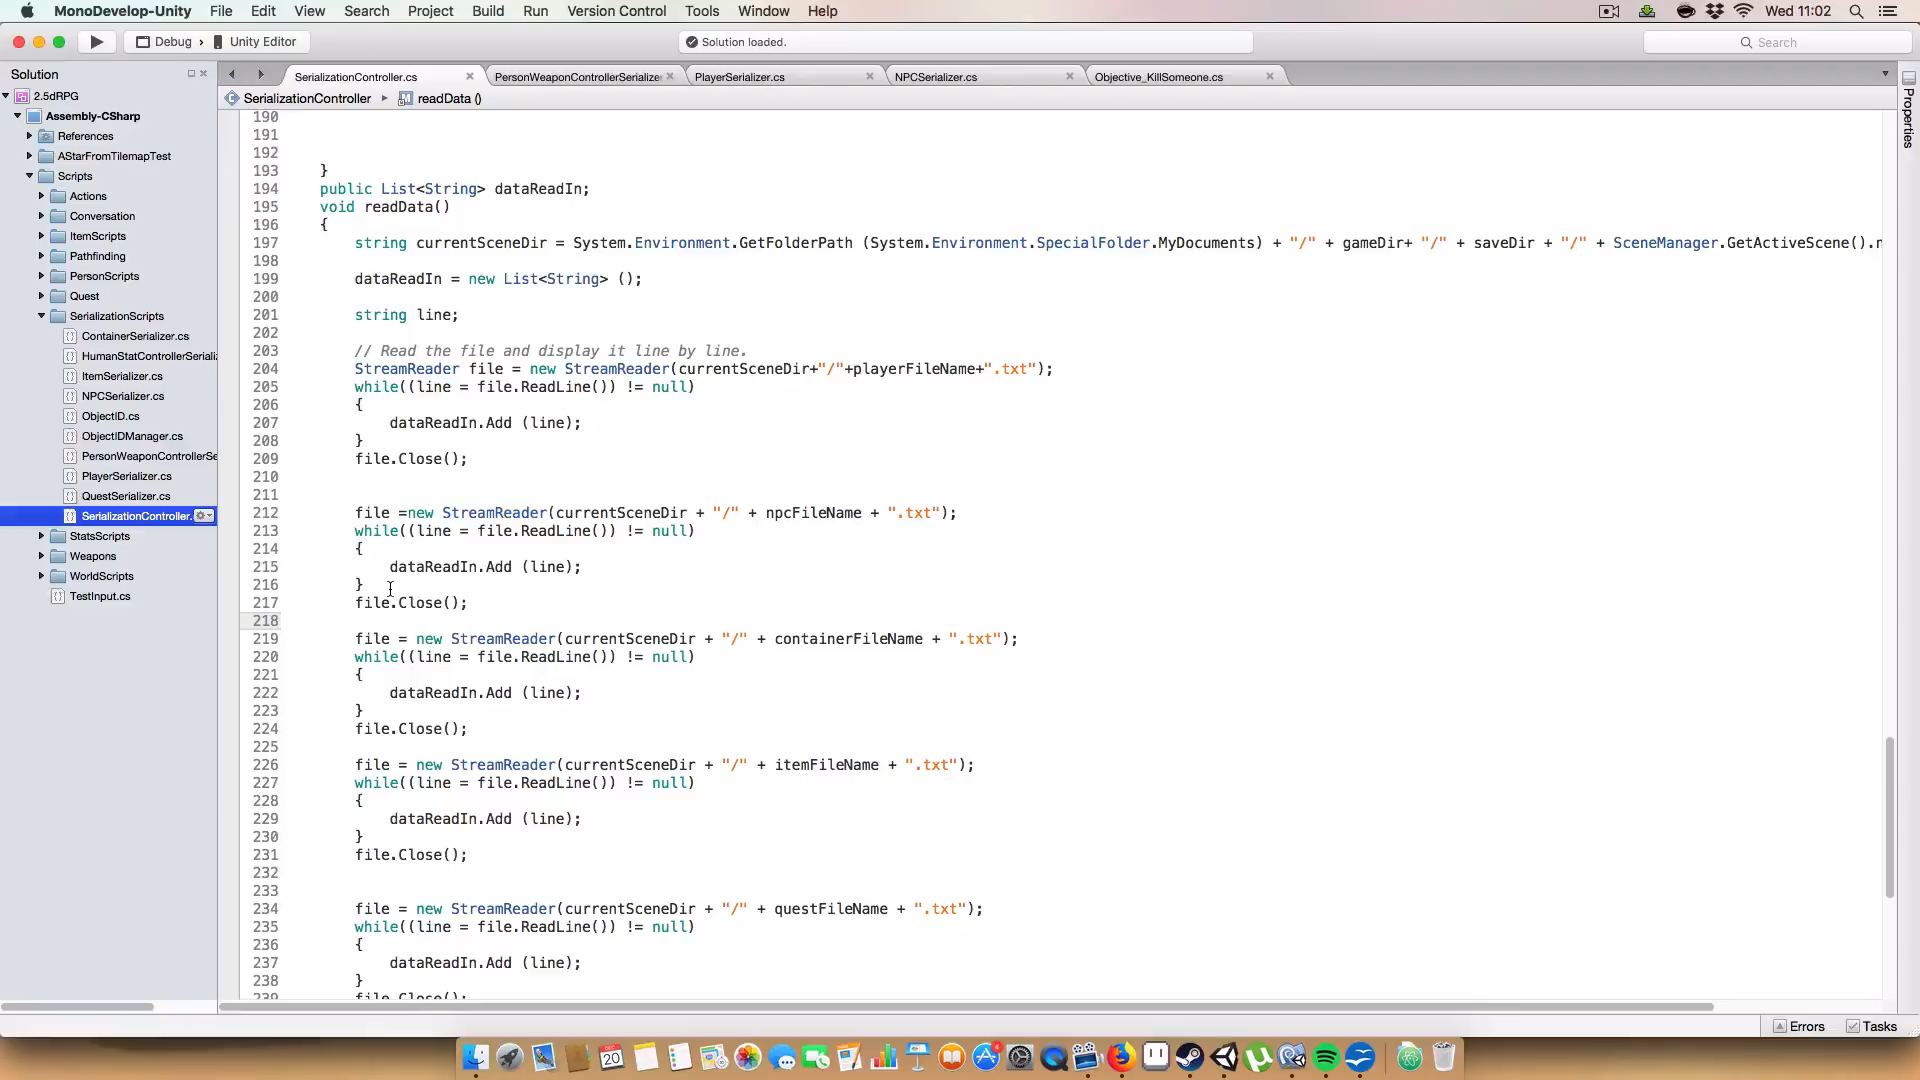 MonoDevelop-Unity File Edit View Search Project Build Run Version Control Tools Window Help Wed 11:02
Debug › Unity Editor Solution loaded. Search
Solution
2.5dRPG
Assembly-CSharp
References
AStarFromTilemapTest
Scripts
Actions
Conversation
ItemScripts
Pathfinding
PersonScripts
Quest
SerializationScripts
ContainerSerializer.cs
HumanStatControllerSeriali
ItemSerializer.cs
NPCSerializer.cs
ObjectID.cs
ObjectIDManager.cs
PersonWeaponControllerSe
PlayerSerializer.cs
QuestSerializer.cs
SerializationController.
StatsScripts
Weapons
WorldScripts
TestInput.cs
SerializationController.cs PersonWeaponControllerSerialize PlayerSerializer.cs NPCSerializer.cs Objective_KillSomeone.cs
SerializationController readData ()
190
191
192
193 }
194 public List<String> dataReadIn;
195 void readData()
196 {
197 string currentSceneDir = System.Environment.GetFolderPath (System.Environment.SpecialFolder.MyDocuments) + "/" + gameDir+ "/" + saveDir + "/" + SceneManager.GetActiveScene().n
198
199 dataReadIn = new List<String> ();
200
201 string line;
202
203 // Read the file and display it line by line.
204 StreamReader file = new StreamReader(currentSceneDir+"/"+playerFileName+".txt");
205 while((line = file.ReadLine()) != null)
206 {
207 dataReadIn.Add (line);
208 }
209 file.Close();
210
211
212 file =new StreamReader(currentSceneDir + "/" + npcFileName + ".txt");
213 while((line = file.ReadLine()) != null)
214 {
215 dataReadIn.Add (line);
216 }
217 file.Close();
218
219 file = new StreamReader(currentSceneDir + "/" + containerFileName + ".txt");
220 while((line = file.ReadLine()) != null)
221 {
222 dataReadIn.Add (line);
223 }
224 file.Close();
225
226 file = new StreamReader(currentSceneDir + "/" + itemFileName + ".txt");
227 while((line = file.ReadLine()) != null)
228 {
229 dataReadIn.Add (line);
230 }
231 file.Close();
232
233
234 file = new StreamReader(currentSceneDir + "/" + questFileName + ".txt");
235 while((line = file.ReadLine()) != null)
236 {
237 dataReadIn.Add (line);
238 }
239 file.Close();
Properties
Errors Tasks
DEC
20
4